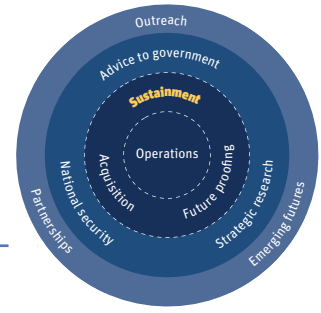 Outreach
Advice to government
Sustainment
Operations
Acquisition
Future proofing
National security
Strategic research
Partnerships
Emerging futures